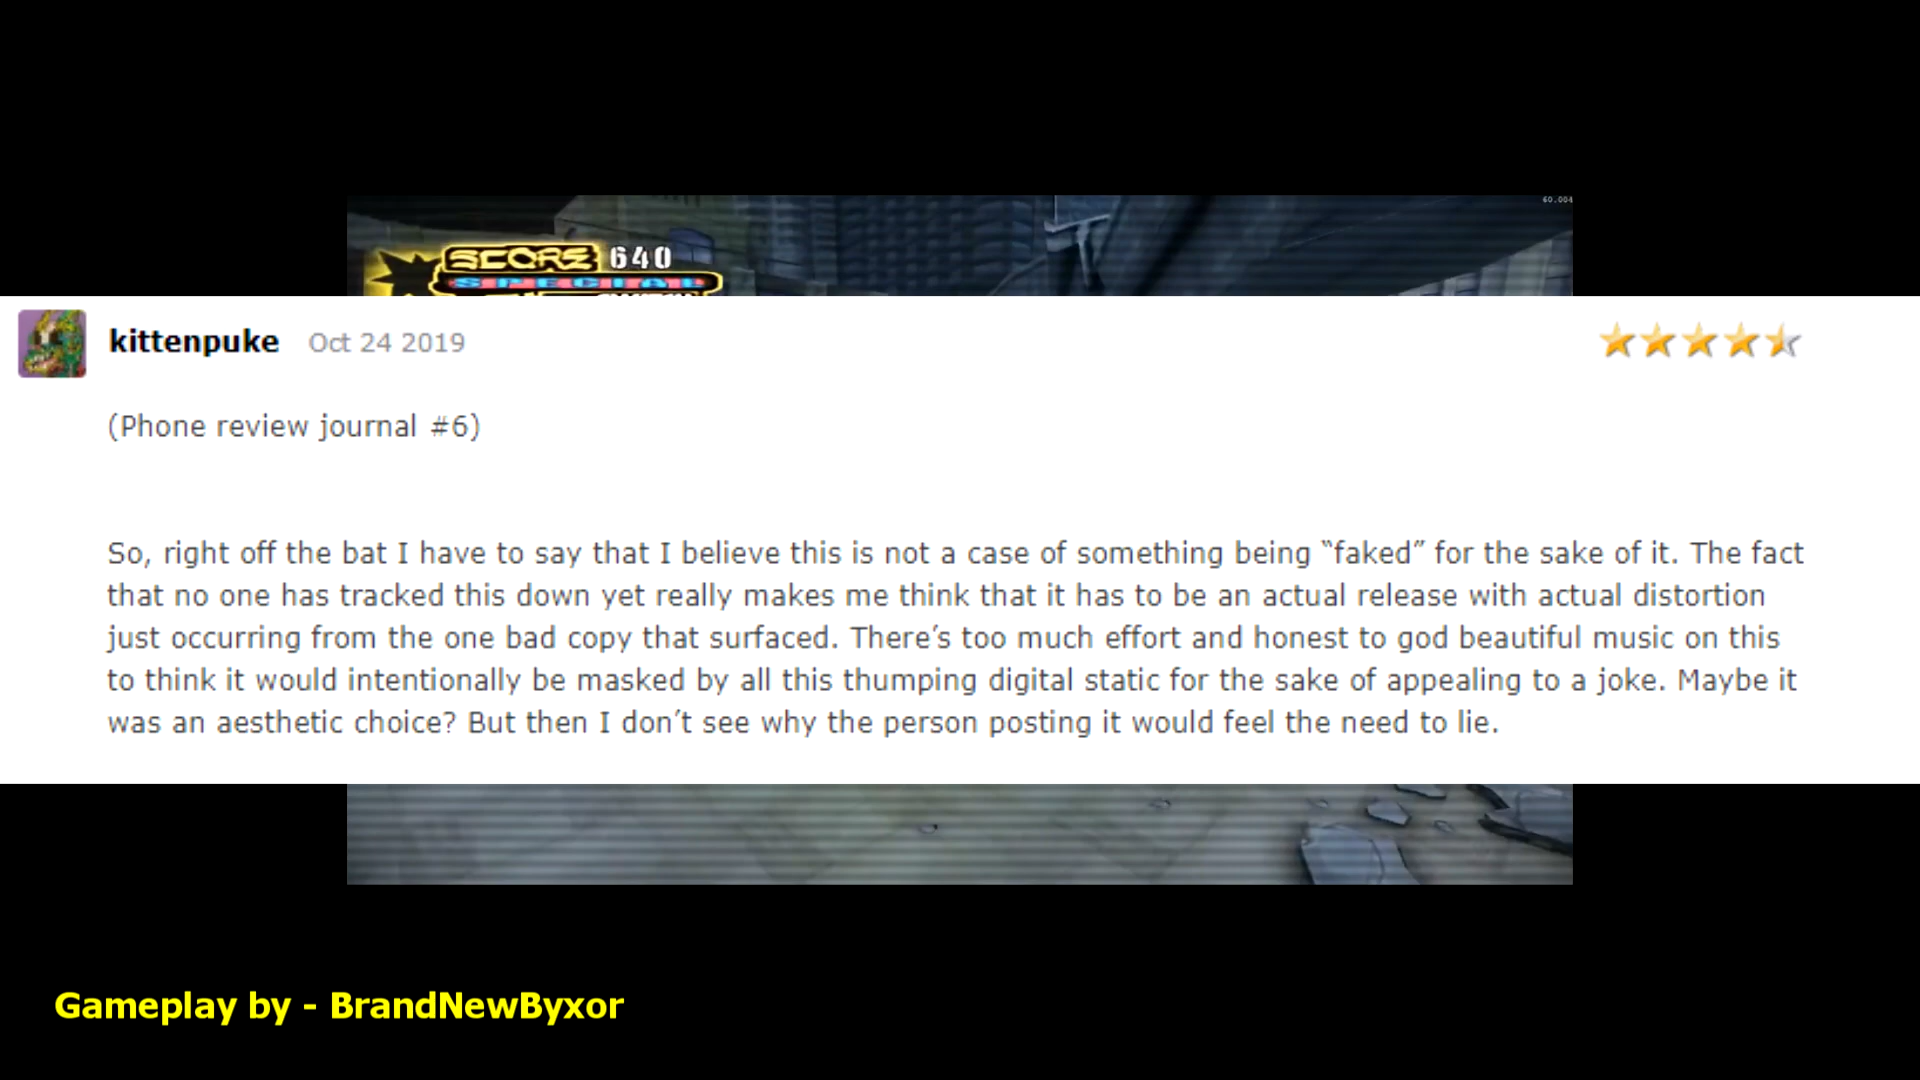 60.004
SCORE 640
SPECIAL
kittenpuke Oct 24 2019
(Phone review journal #6)
So, right off the bat I have to say that I believe this is not a case of something being “faked” for the sake of it. The fact
that no one has tracked this down yet really makes me think that it has to be an actual release with actual distortion
just occurring from the one bad copy that surfaced. There’s too much effort and honest to god beautiful music on this
to think it would intentionally be masked by all this thumping digital static for the sake of appealing to a joke. Maybe it
was an aesthetic choice? But then I don’t see why the person posting it would feel the need to lie.
Gameplay by - BrandNewByxor